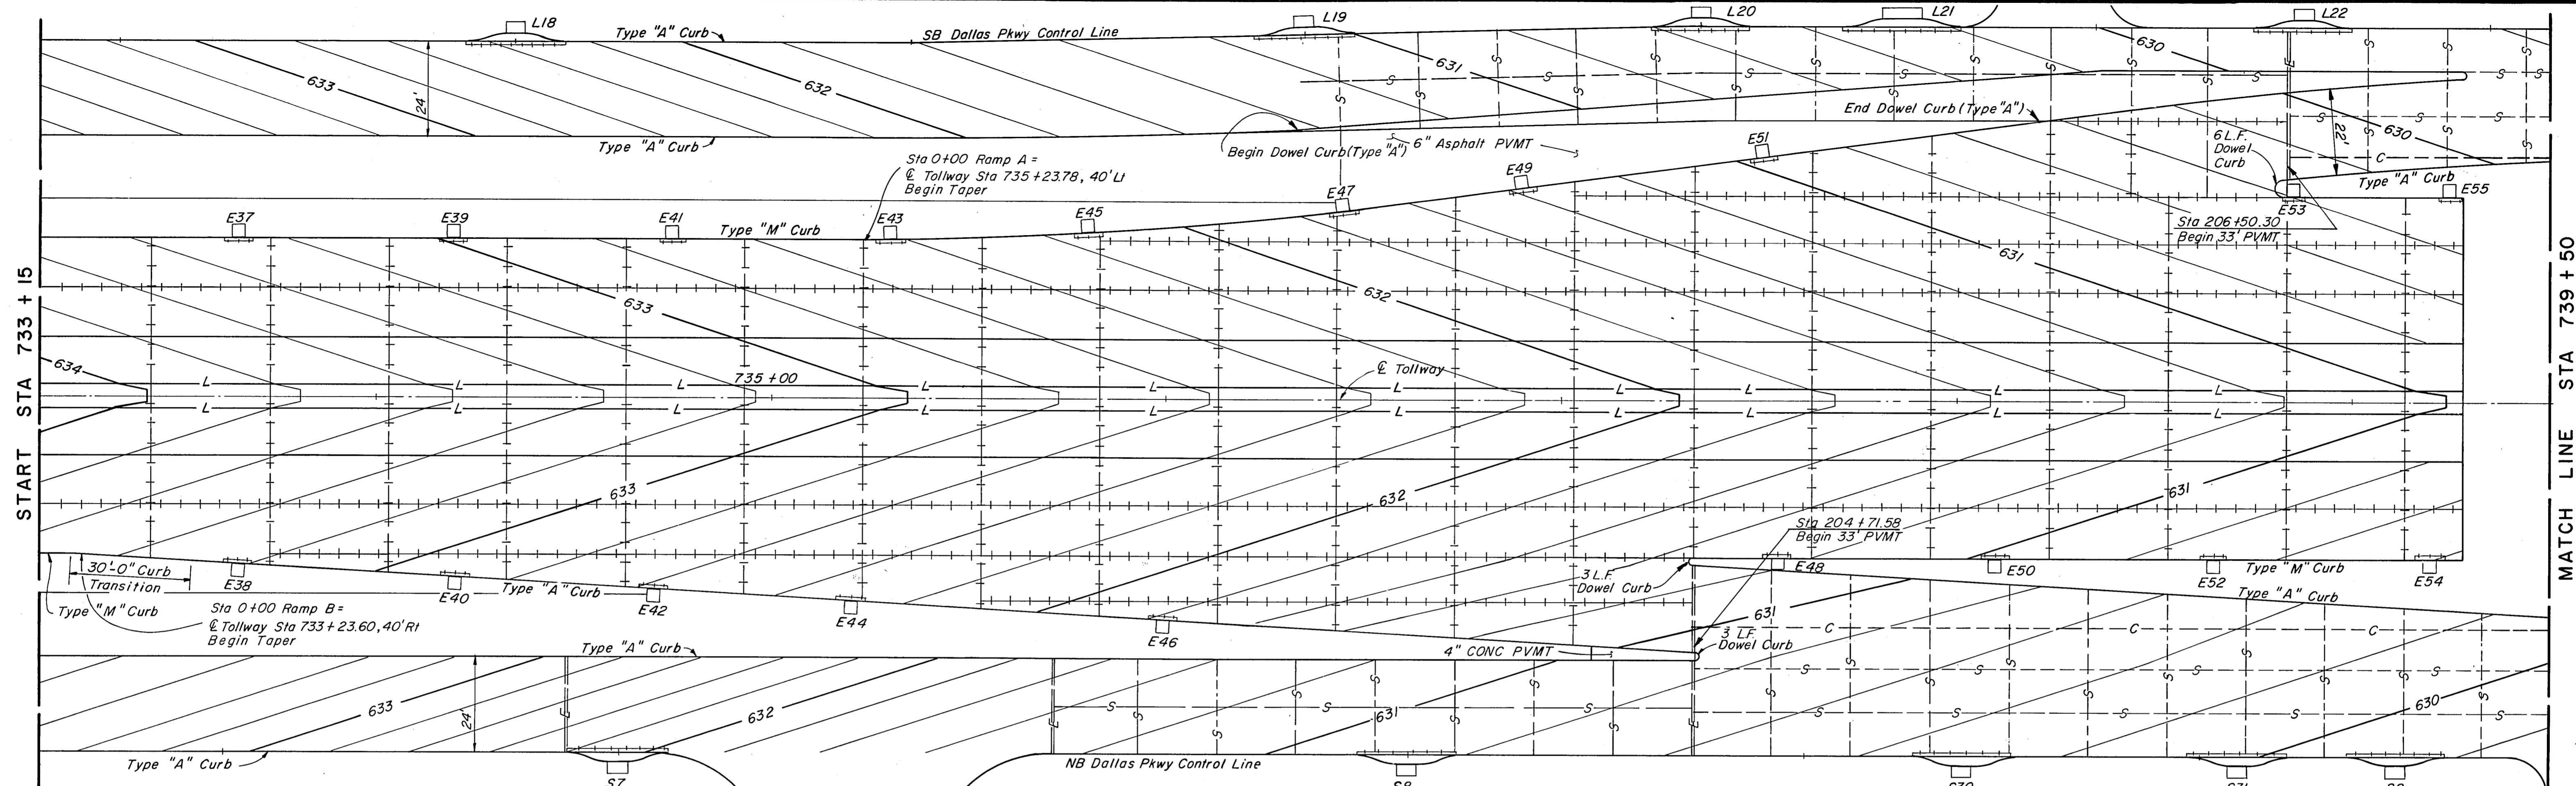 L18
L19
L20
L21
L22
Type "A" Curb
SB Dallas Pkwy Control Line
633
632
631
630
24'
Type "A" Curb
Begin Dowel Curb (Type "A")
6" Asphalt PVMT
End Dowel Curb (Type "A")
6 L.F.
Dowel
Curb
22'
630
C
Type "A" Curb
Sta 0+00 Ramp A =
℄ Tollway Sta 735+23.78, 40' Lt
Begin Taper
E37
E39
E41
E43
E45
E47
E49
E51
E53
E55
Type "M" Curb
Sta 206+50.30
Begin 33' PVMT
START STA 733+15
MATCH LINE STA 739+50
634
633
632
631
735+00
℄ Tollway
L L L L L L L L L L
L L L L L L L L L L
633
632
631
Sta 204+71.58
Begin 33' PVMT
30'-0" Curb
Transition
Type "M" Curb
E38
E40
E42
E44
E46
E48
E50
E52
E54
Type "A" Curb
3 L.F.
Dowel Curb
Type "M" Curb
Type "A" Curb
Sta 0+00 Ramp B =
℄ Tollway Sta 733+23.60, 40' Rt
Begin Taper
631
3 LF.
Dowel Curb
C C C
Type "A" Curb
4" CONC PVMT
633
24'
632
631
630
Type "A" Curb
NB Dallas Pkwy Control Line
S7